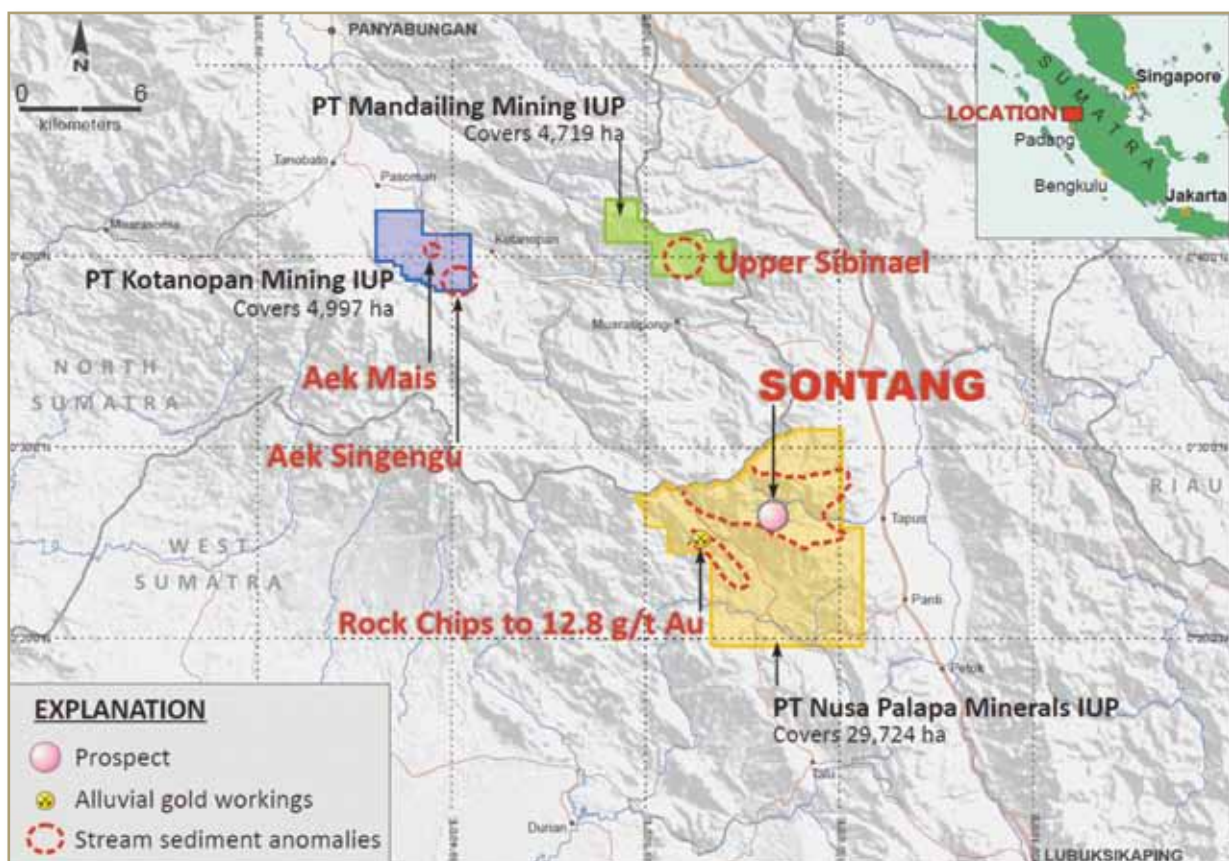 PANYABUNGAN
N
0 6
kilometers
PT Mandailing Mining IUP
Covers 4,719 ha
SUMATRA
Singapore
LOCATION
Padang
Bengkulu
Jakarta
Tanobato
Pasoman
Muarasoma
Kotanopan
PT Kotanopan Mining IUP
Covers 4,997 ha
Upper Sibinael
Muarasipongi
NORTH
SUMATRA
Aek Mais
SONTANG
Aek Singengu
RIAU
Tapus
WEST
SUMATRA
Rock Chips to 12.8 g/t Au
Panti
Petok
PT Nusa Palapa Minerals IUP
Covers 29,724 ha
Talu
Durian
LUBUKSIKAPING
EXPLANATION
Prospect
Alluvial gold workings
Stream sediment anomalies